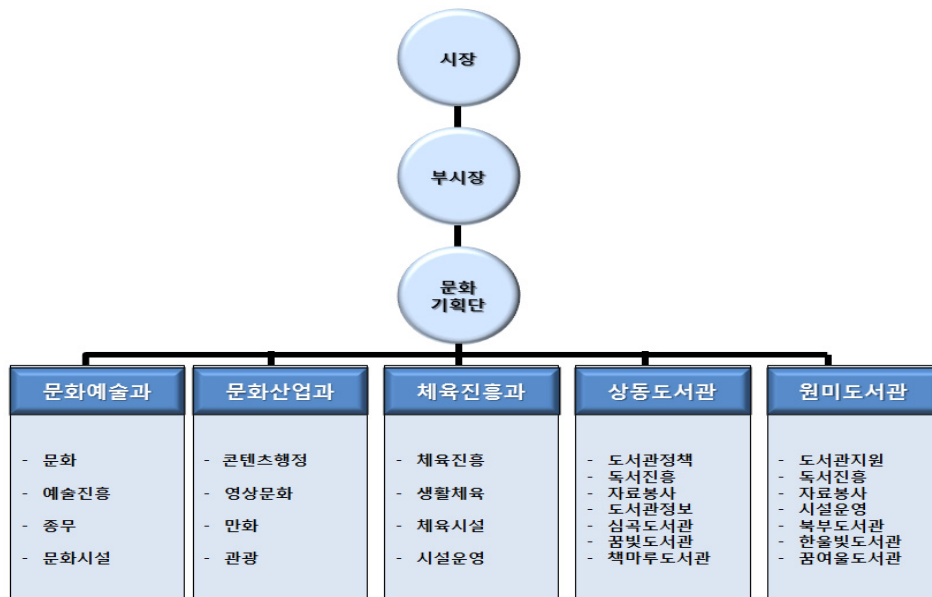 시장
부시장
문화
기획단
문화예술과
- 문화
- 예술진흥
- 종무
- 문화시설
문화산업과
- 콘텐츠행정
- 영상문화
- 만화
- 관광
체육진흥과
- 체육진흥
- 생활체육
- 체육시설
- 시설운영
상동도서관
- 도서관정책
- 독서진흥
- 자료봉사
- 도서관정보
- 심곡도서관
- 꿈빛도서관
- 책마루도서관
원미도서관
- 도서관지원
- 독서진흥
- 자료봉사
- 시설운영
- 북부도서관
- 한울빛도서관
- 꿈여울도서관